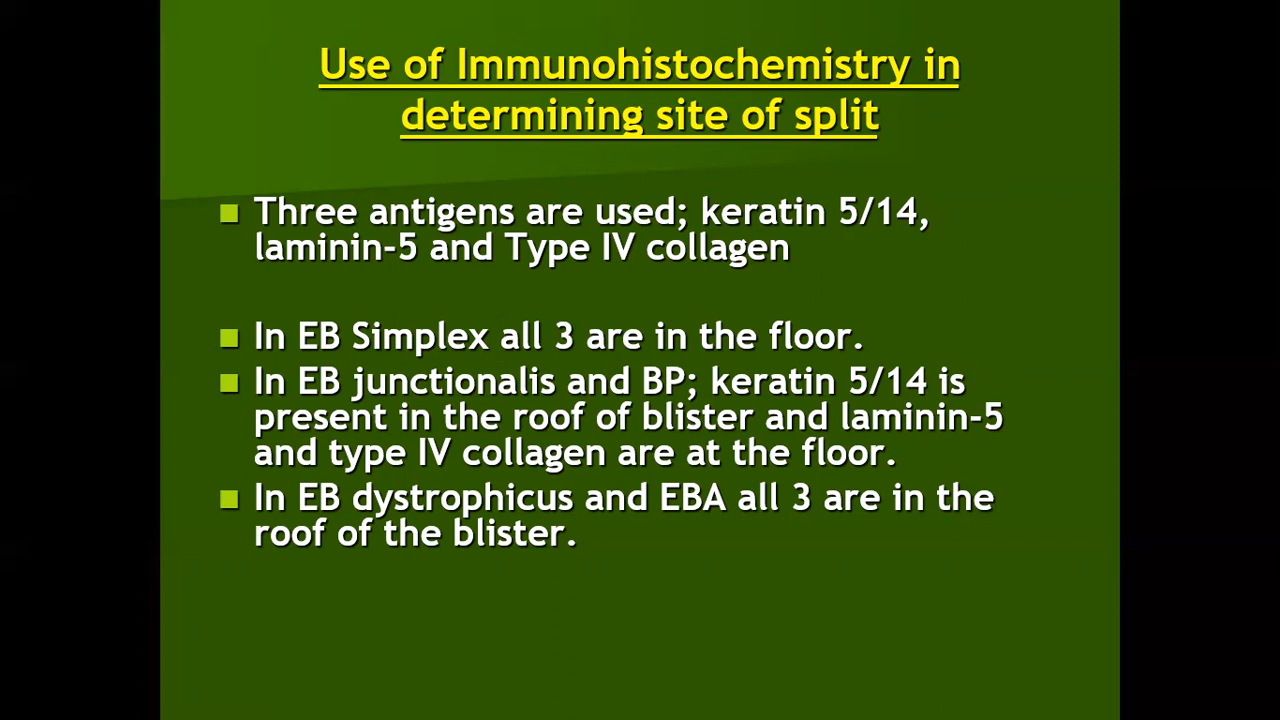 Use of Immunohistochemistry in
determining site of split
Three antigens are used; keratin 5/14,
laminin-5 and Type IV collagen
In EB Simplex all 3 are in the floor.
In EB junctionalis and BP; keratin 5/14 is
present in the roof of blister and laminin-5
and type IV collagen are at the floor.
In EB dystrophicus and EBA all 3 are in the
roof of the blister.